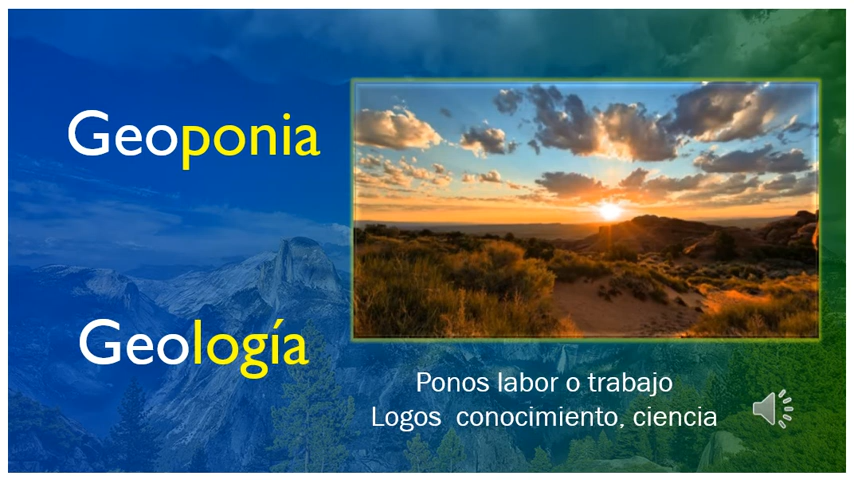 Geoponia
Geología
Ponos labor o trabajo
Logos conocimiento, ciencia